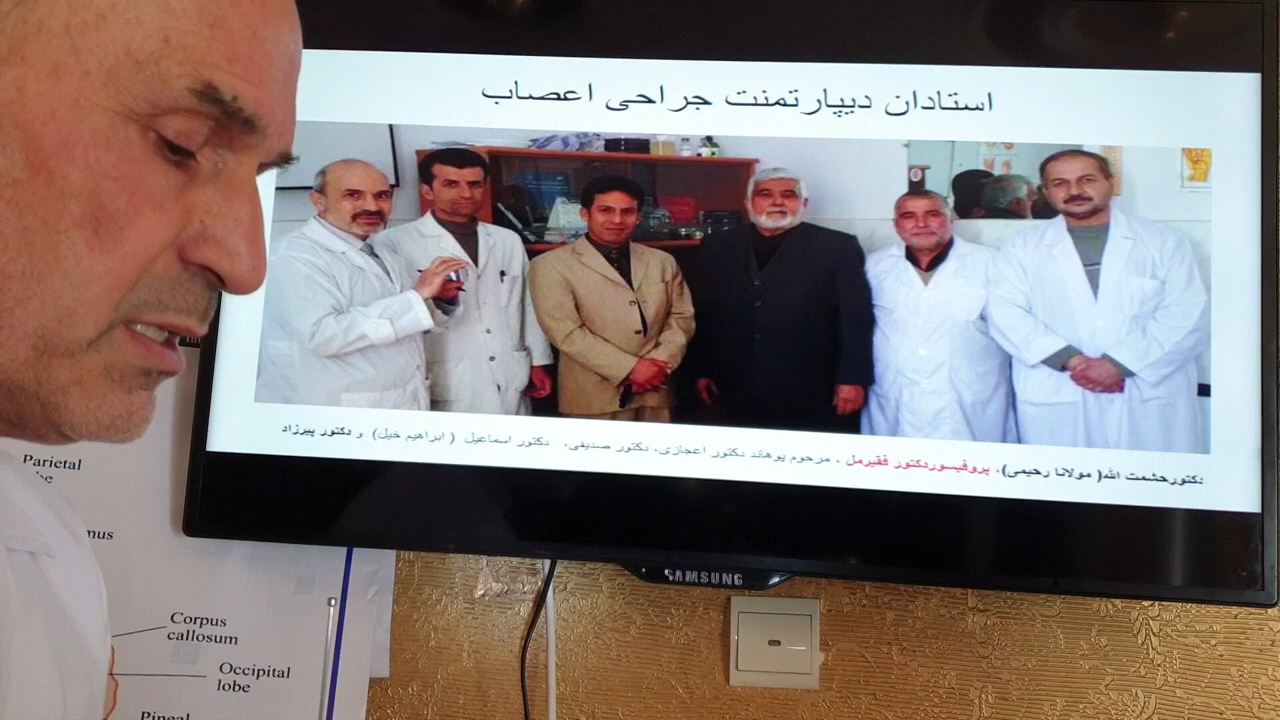 استادان دیپارتمنت جراحی اعصاب
دکتورحشمت الله( مولانا رحیمی)، پروفیسوردکتور فقیرمل ، مرحوم پوهاند دکتور اعجازی، دکتور صدیقی، دکتور اسماعیل ( ابراهیم خیل) و دکتور پیرزاد
SAMSUNG
Parietal
Corpus
callosum
Occipital
lobe
Pineal